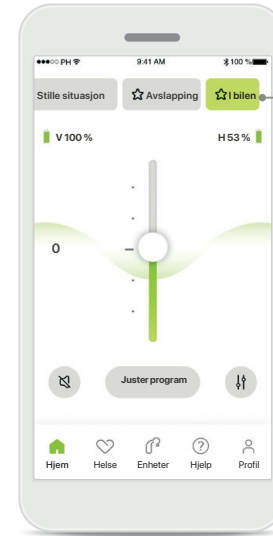 PH 9:41 AM 100 %
Stille situasjon Avslapping I bilen
V 100 % H 53 %
0
Juster program
Hjem Helse Enheter Hjelp Profil